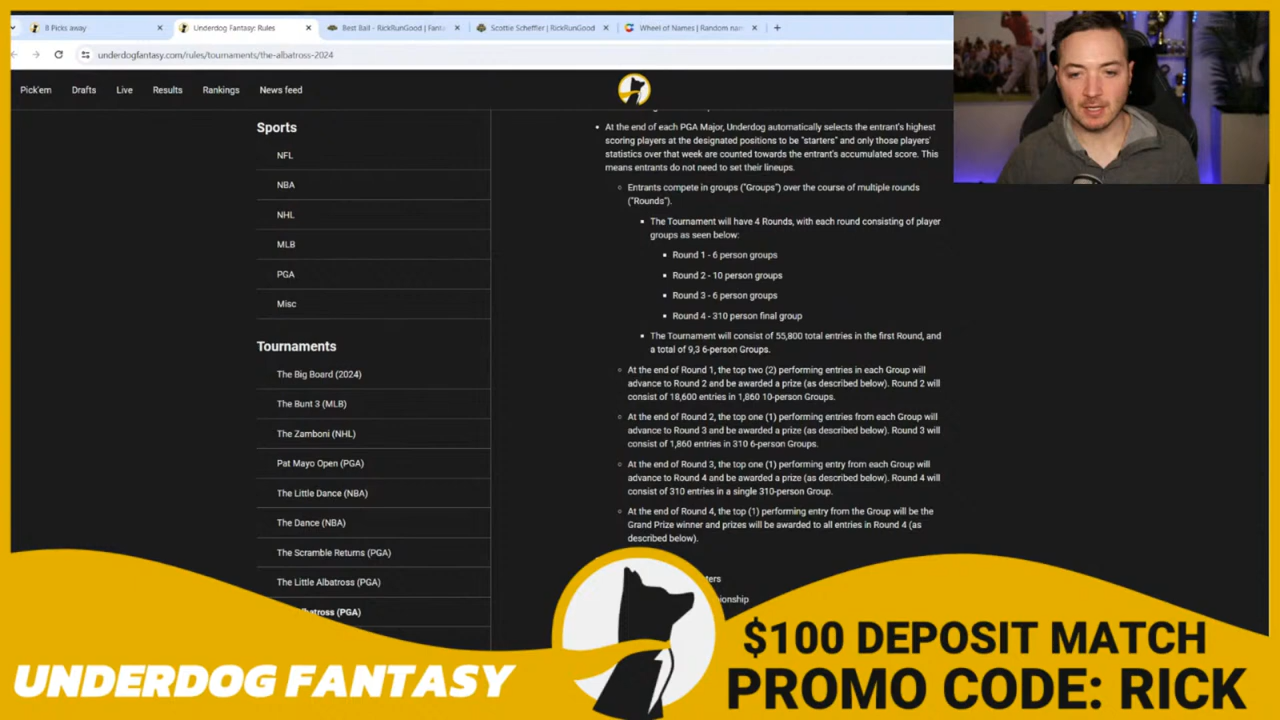 8 Picks away
Underdog Fantasy: Rules
Best Ball - RickRunGood | Fanta
Scottie Scheffler | RickRunGood
Wheel of Names | Random nam
underdogfantasy.com/rules/tournaments/the-albatross-2024
Pick'em
Drafts
Live
Results
Rankings
News feed
Sports
NFL
NBA
NHL
MLB
PGA
Misc
Tournaments
The Big Board (2024)
The Bunt 3 (MLB)
The Zamboni (NHL)
Pat Mayo Open (PGA)
The Little Dance (NBA)
The Dance (NBA)
The Scramble Returns (PGA)
The Little Albatross (PGA)
batross (PGA)
At the end of each PGA Major, Underdog automatically selects the entrant's highest
scoring players at the designated positions to be "starters" and only those players'
statistics over that week are counted towards the entrant's accumulated score. This
means entrants do not need to set their lineups.
Entrants compete in groups ("Groups") over the course of multiple rounds
("Rounds").
The Tournament will have 4 Rounds, with each round consisting of player
groups as seen below:
Round 1 - 6 person groups
Round 2 - 10 person groups
Round 3 - 6 person groups
Round 4 - 310 person final group
The Tournament will consist of 55,800 total entries in the first Round, and
a total of 9,3 6-person Groups.
At the end of Round 1, the top two (2) performing entries in each Group will
advance to Round 2 and be awarded a prize (as described below). Round 2 will
consist of 18,600 entries in 1,860 10-person Groups.
At the end of Round 2, the top one (1) performing entries from each Group will
advance to Round 3 and be awarded a prize (as described below). Round 3 will
consist of 1,860 entries in 310 6-person Groups.
At the end of Round 3, the top one (1) performing entry from each Group will
advance to Round 4 and be awarded a prize (as described below). Round 4 will
consist of 310 entries in a single 310-person Group.
At the end of Round 4, the top (1) performing entry from the Group will be the
Grand Prize winner and prizes will be awarded to all entries in Round 4 (as
described below).
ters
ionship
UNDERDOG FANTASY
$100 DEPOSIT MATCH
PROMO CODE: RICK